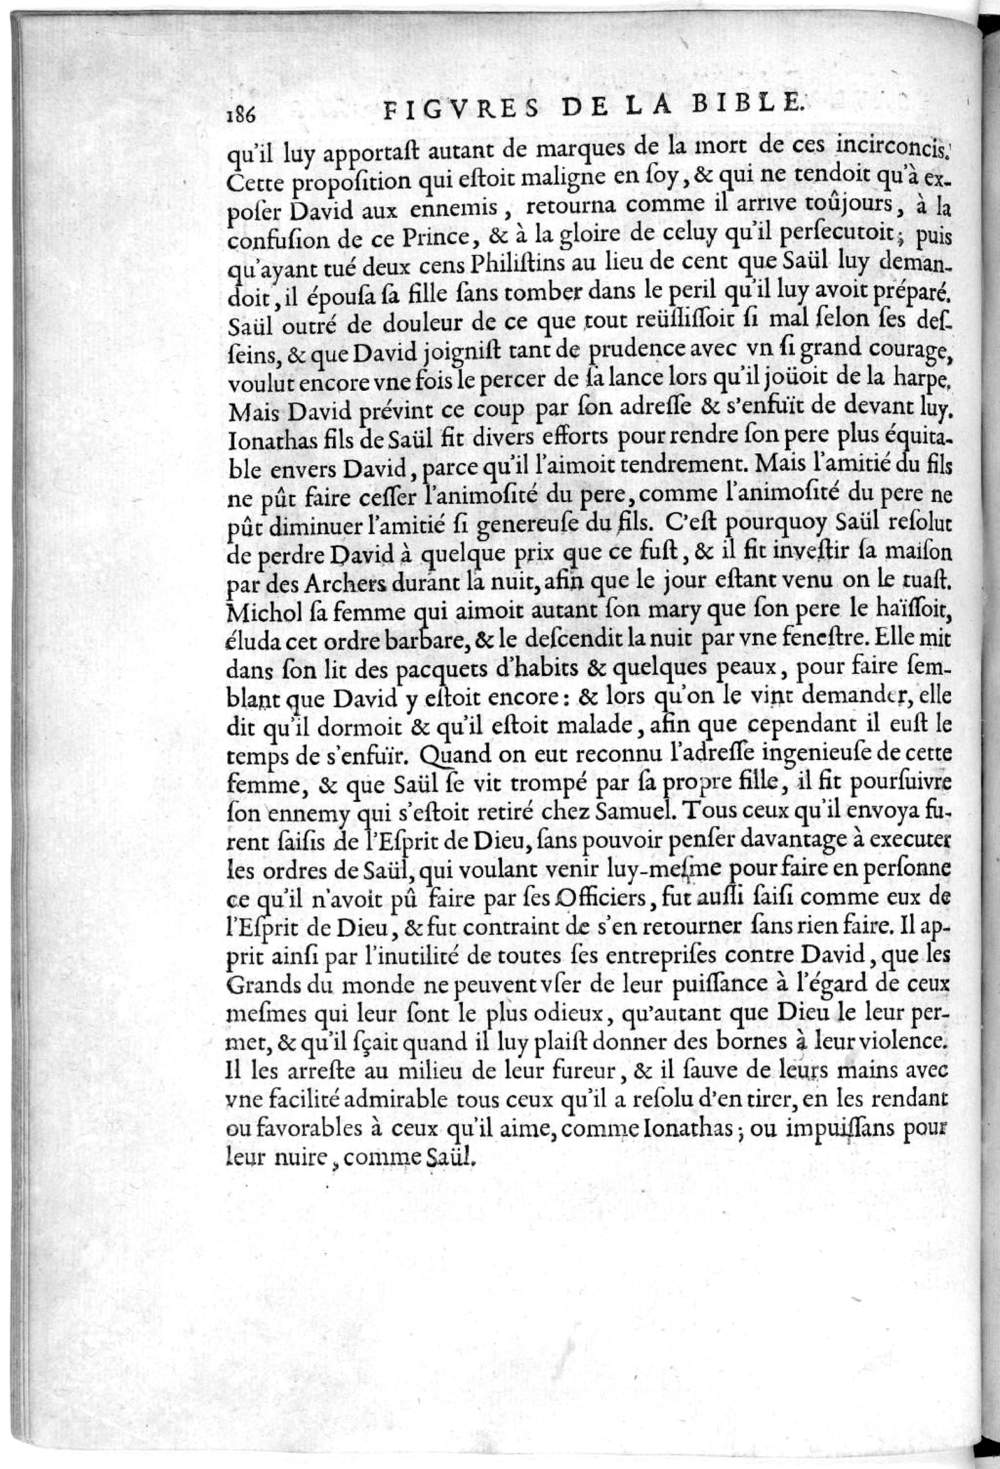 186 FIGVRES DE LA BIBLE.
qu'il luy apportaſt autant de marques de la mort de ces incirconcis.
Cette propoſition qui eſtoit maligne en ſoy, & qui ne tendoit qu'à ex-
poſer David aux ennemis, retourna comme il arrive toûjours, à la
confuſion de ce Prince, & à la gloire de celuy qu'il perſecutoit; puis
qu'ayant tué deux cens Philiſtins au lieu de cent que Saül luy deman-
doit, il épouſa ſa fille ſans tomber dans le peril qu'il luy avoit préparé.
Saül outré de douleur de ce que tout reüſſiſſoit ſi mal ſelon ſes deſ-
ſeins, & que David joigniſt tant de prudence avec vn ſi grand courage,
voulut encore vne fois le percer de ſa lance lors qu'il joüoit de la harpe.
Mais David prévint ce coup par ſon adreſſe & s'enfuït de devant luy.
Ionathas fils de Saül fit divers efforts pour rendre ſon pere plus équita-
ble envers David, parce qu'il l'aimoit tendrement. Mais l'amitié du fils
ne pût faire ceſſer l'animoſité du pere, comme l'animoſité du pere ne
pût diminuer l'amitié ſi genereuſe du fils. C'eſt pourquoy Saül reſolut
de perdre David à quelque prix que ce fuſt, & il fit inveſtir ſa maiſon
par des Archers durant la nuit, afin que le jour eſtant venu on le tuaſt.
Michol ſa femme qui aimoit autant ſon mary que ſon pere le haïſſoit,
éluda cet ordre barbare, & le deſcendit la nuit par vne feneſtre. Elle mit
dans ſon lit des pacquets d'habits & quelques peaux, pour faire ſem-
blant que David y eſtoit encore: & lors qu'on le vint demander, elle
dit qu'il dormoit & qu'il eſtoit malade, afin que cependant il euſt le
temps de s'enfuïr. Quand on eut reconnu l'adreſſe ingenieuſe de cette
femme, & que Saül ſe vit trompé par ſa propre fille, il fit pourſuivre
ſon ennemy qui s'eſtoit retiré chez Samuel. Tous ceux qu'il envoya fu-
rent ſaiſis de l'Eſprit de Dieu, ſans pouvoir penſer davantage à executer
les ordres de Saül, qui voulant venir luy-meſme pour faire en perſonne
ce qu'il n'avoit pû faire par ſes Officiers, fut auſſi ſaiſi comme eux de
l'Eſprit de Dieu, & fut contraint de s'en retourner ſans rien faire. Il ap-
prit ainſi par l'inutilité de toutes ſes entrepriſes contre David, que les
Grands du monde ne peuvent vſer de leur puiſſance à l'égard de ceux
meſmes qui leur ſont le plus odieux, qu'autant que Dieu le leur per-
met, & qu'il ſçait quand il luy plaiſt donner des bornes à leur violence.
Il les arreſte au milieu de leur fureur, & il ſauve de leurs mains avec
vne facilité admirable tous ceux qu'il a reſolu d'en tirer, en les rendant
ou favorables à ceux qu'il aime, comme Ionathas; ou impuiſſans pour
leur nuire, comme Saül.